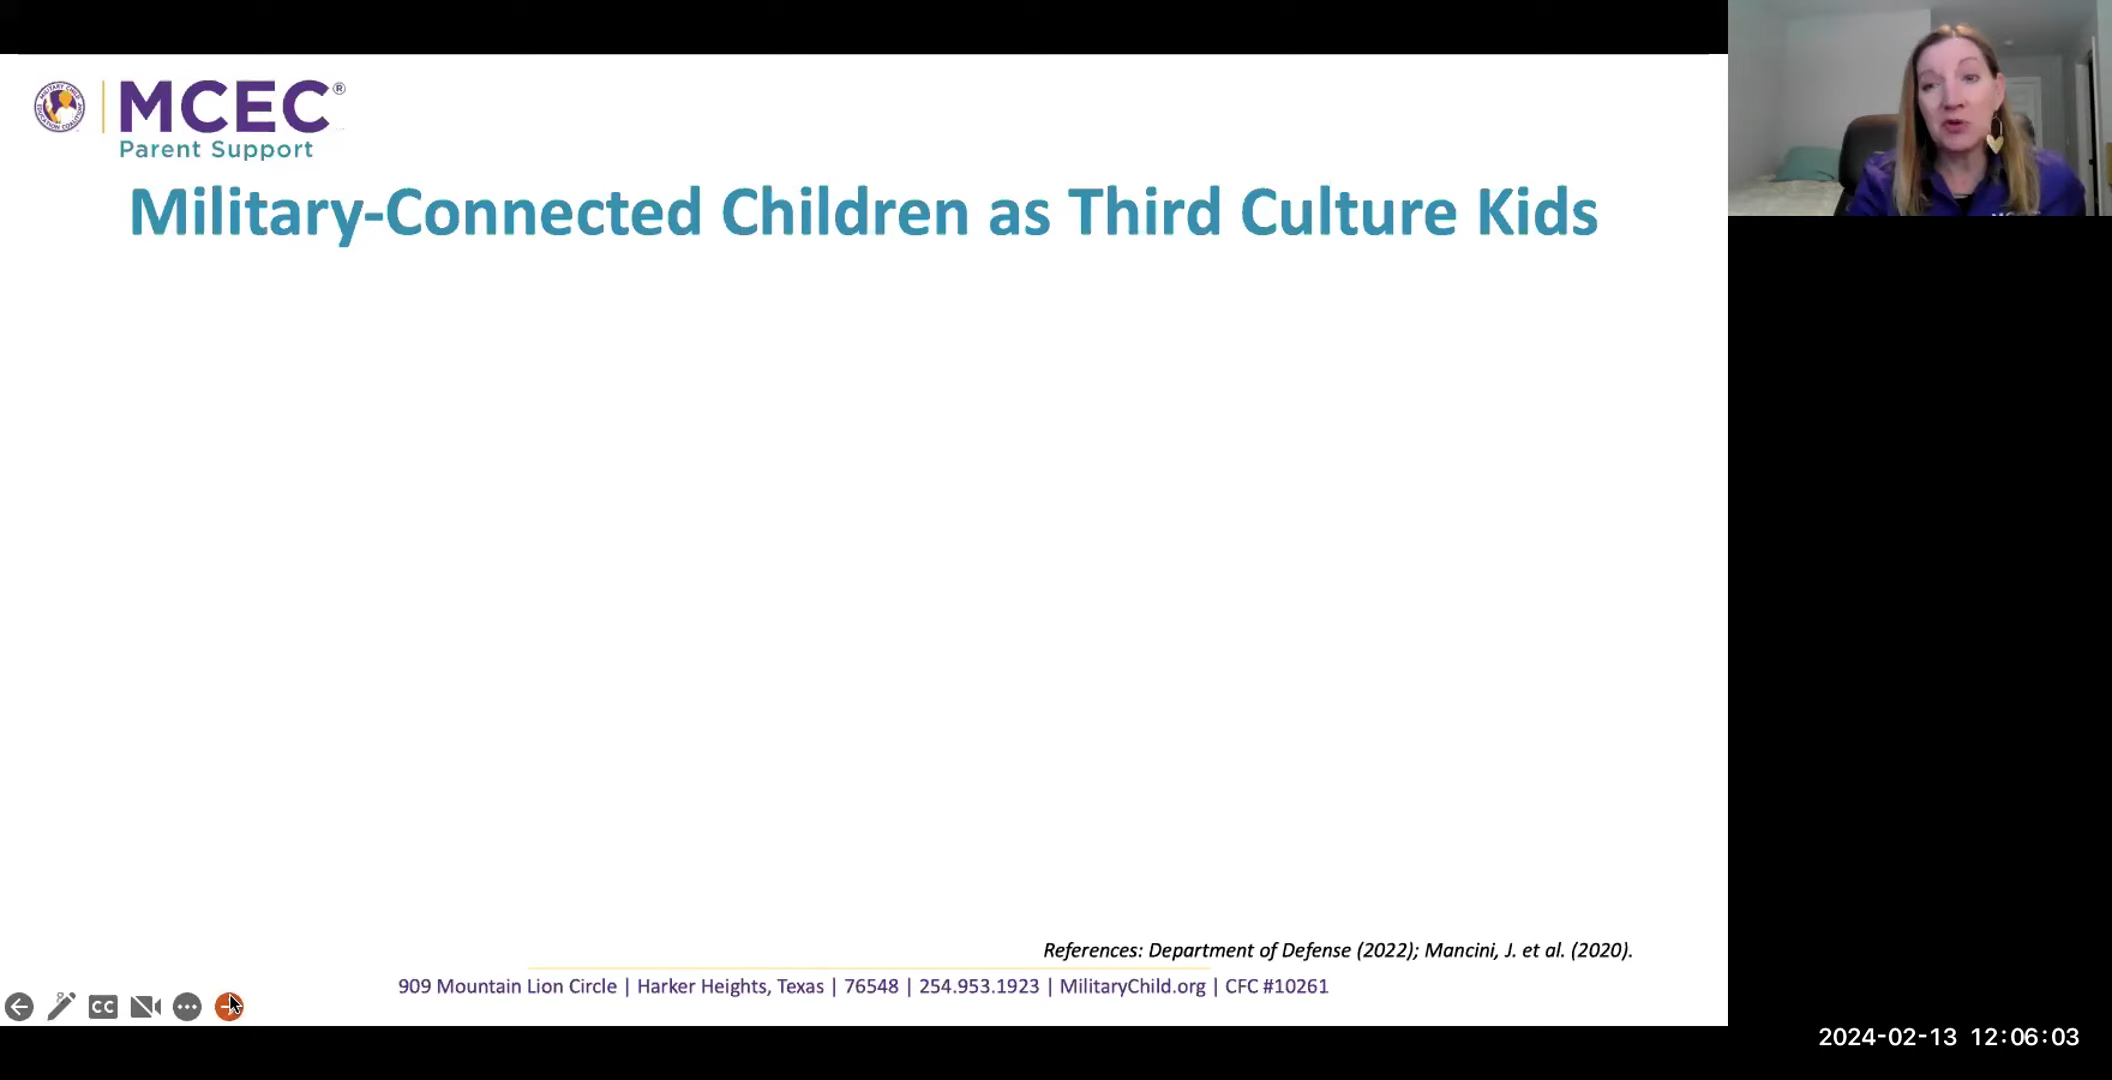 MCEC®
Parent Support
Military-Connected Children as Third Culture Kids
References: Department of Defense (2022); Mancini, J. et al. (2020).
909 Mountain Lion Circle | Harker Heights, Texas | 76548 | 254.953.1923 | MilitaryChild.org | CFC #10261
CC
2024-02-13 12:06:03